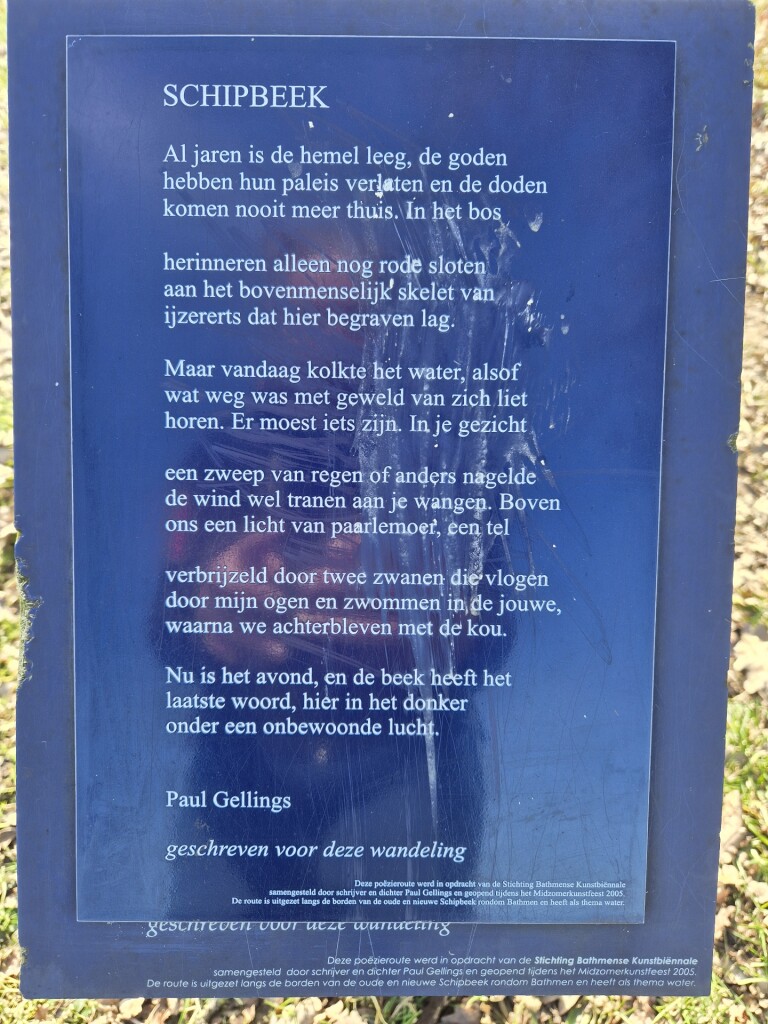 SCHIPBEEK
Al jaren is de hemel leeg, de goden
hebben hun paleis verlaten en de doden
komen nooit meer thuis. In het bos
herinneren alleen nog rode sloten
aan het bovenmenselijk skelet van
ijzererts dat hier begraven lag.
Maar vandaag kolkte het water, alsof
wat weg was met geweld van zich liet
horen. Er moest iets zijn. In je gezicht
een zweep van regen of anders nagelde
de wind wel tranen aan je wangen. Boven
ons een licht van paarlemoer, een tel
verbrijzeld door twee zwanen die vlogen
door mijn ogen en zwommen in de jouwe,
waarna we achterbleven met de kou.
Nu is het avond, en de beek heeft het
laatste woord, hier in het donker
onder een onbewoonde lucht.
Paul Gellings
geschreven voor deze wandeling
Deze poëzieroute werd in opdracht van de Stichting Bathmense Kunstbiënnale
samengesteld door schrijver en dichter Paul Gellings en geopend tijdens het Midzomerkunstfeest 2005.
De route is uitgezet langs de borden van de oude en nieuwe Schipbeek rondom Bathmen en heeft als thema water.
geschreven voor deze wandeling
Deze poëzieroute werd in opdracht van de Stichting Bathmense Kunstbiënnale
samengesteld door schrijver en dichter Paul Gellings en geopend tijdens het Midzomerkunstfeest 2005.
De route is uitgezet langs de borden van de oude en nieuwe Schipbeek rondom Bathmen en heeft als thema water.